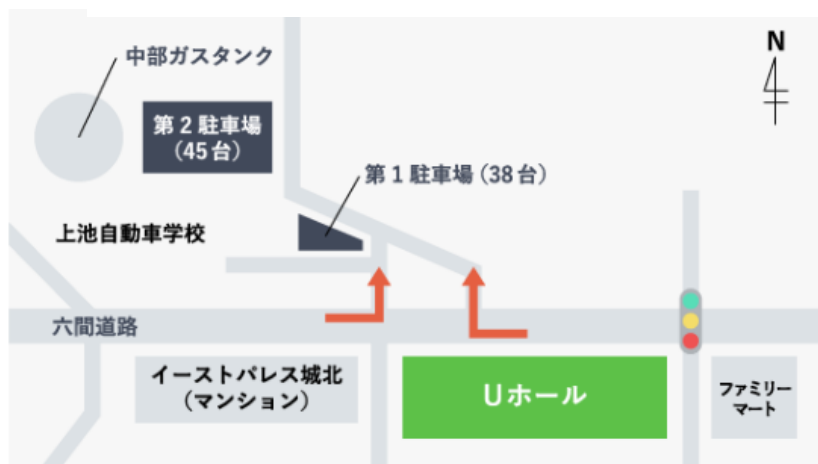 N
中部ガスタンク
第2駐車場
（45台）
第1駐車場（38台）
上池自動車学校
六間道路
イーストパレス城北
（マンション）
Uホール
ファミリー
マート